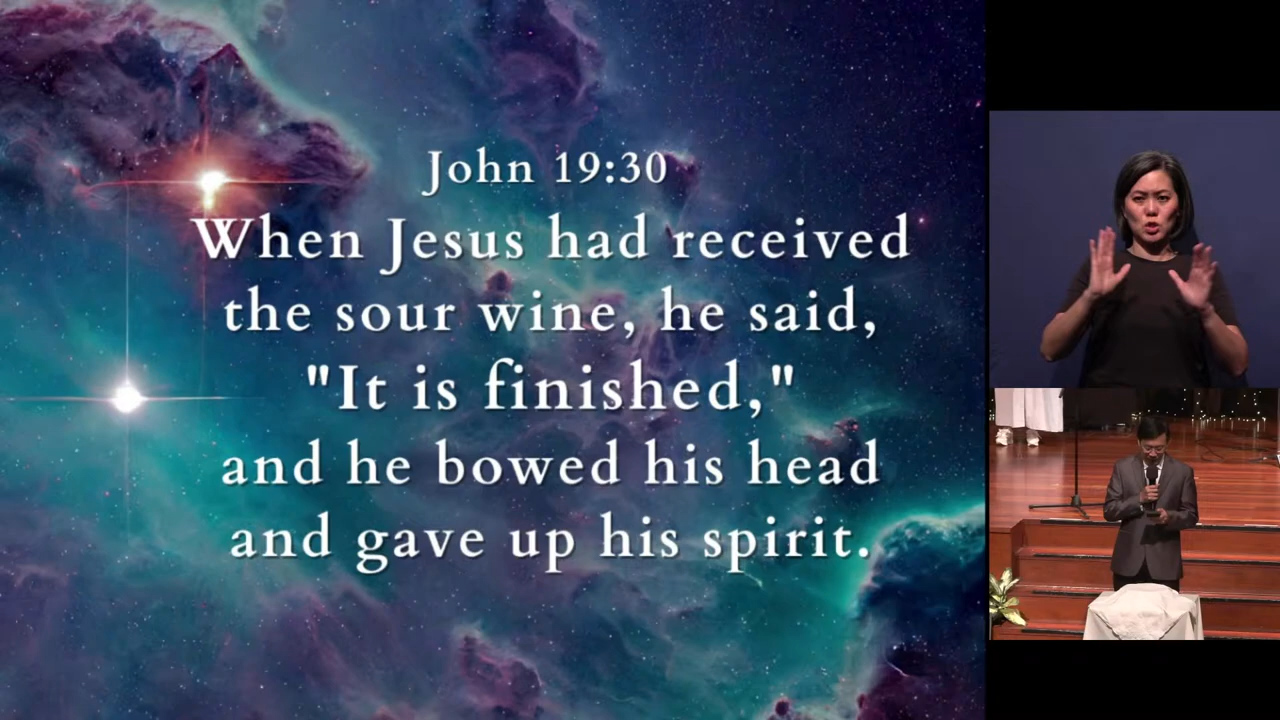 John 19:30
When Jesus had received
the sour wine, he said,
"It is finished,"
and he bowed his head
and gave up his spirit.